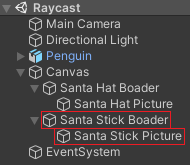 Raycast
Main Camera
Directional Light
Penguin
Canvas
Santa Hat Boader
Santa Hat Picture
Santa Stick Boader
Santa Stick Picture
EventSystem